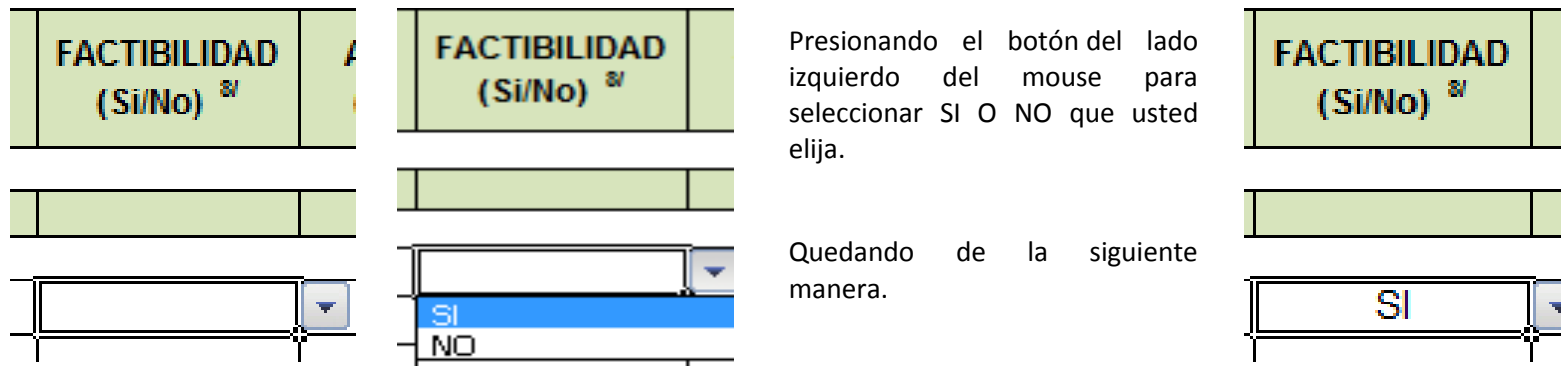 FACTIBILIDAD
(Si/No) 8/
FACTIBILIDAD
(Si/No) 8/
SI
NO
Presionando el botón del lado
izquierdo del mouse para
seleccionar SI O NO que usted
elija.
Quedando de la siguiente
manera.
FACTIBILIDAD
(Si/No) 8/
SI